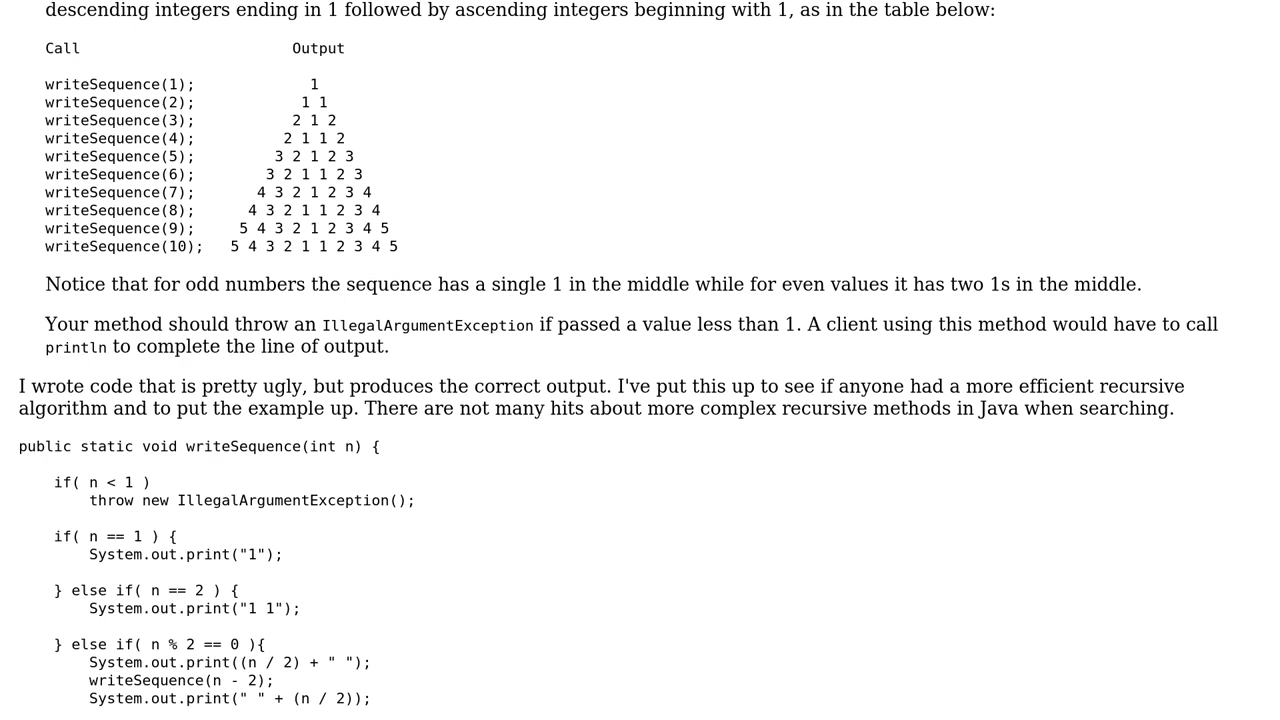 descending integers ending in 1 followed by ascending integers beginning with 1, as in the table below:
Call Output
writeSequence(1); 1
writeSequence(2); 1 1
writeSequence(3); 2 1 2
writeSequence(4); 2 1 1 2
writeSequence(5); 3 2 1 2 3
writeSequence(6); 3 2 1 1 2 3
writeSequence(7); 4 3 2 1 2 3 4
writeSequence(8); 4 3 2 1 1 2 3 4
writeSequence(9); 5 4 3 2 1 2 3 4 5
writeSequence(10); 5 4 3 2 1 1 2 3 4 5
Notice that for odd numbers the sequence has a single 1 in the middle while for even values it has two 1s in the middle.
Your method should throw an IllegalArgumentException if passed a value less than 1. A client using this method would have to call
println to complete the line of output.
I wrote code that is pretty ugly, but produces the correct output. I've put this up to see if anyone had a more efficient recursive
algorithm and to put the example up. There are not many hits about more complex recursive methods in Java when searching.
public static void writeSequence(int n) {
if( n < 1 )
throw new IllegalArgumentException();
if( n == 1 ) {
System.out.print("1");
} else if( n == 2 ) {
System.out.print("1 1");
} else if( n % 2 == 0 ){
System.out.print((n / 2) + " ");
writeSequence(n - 2);
System.out.print(" " + (n / 2));